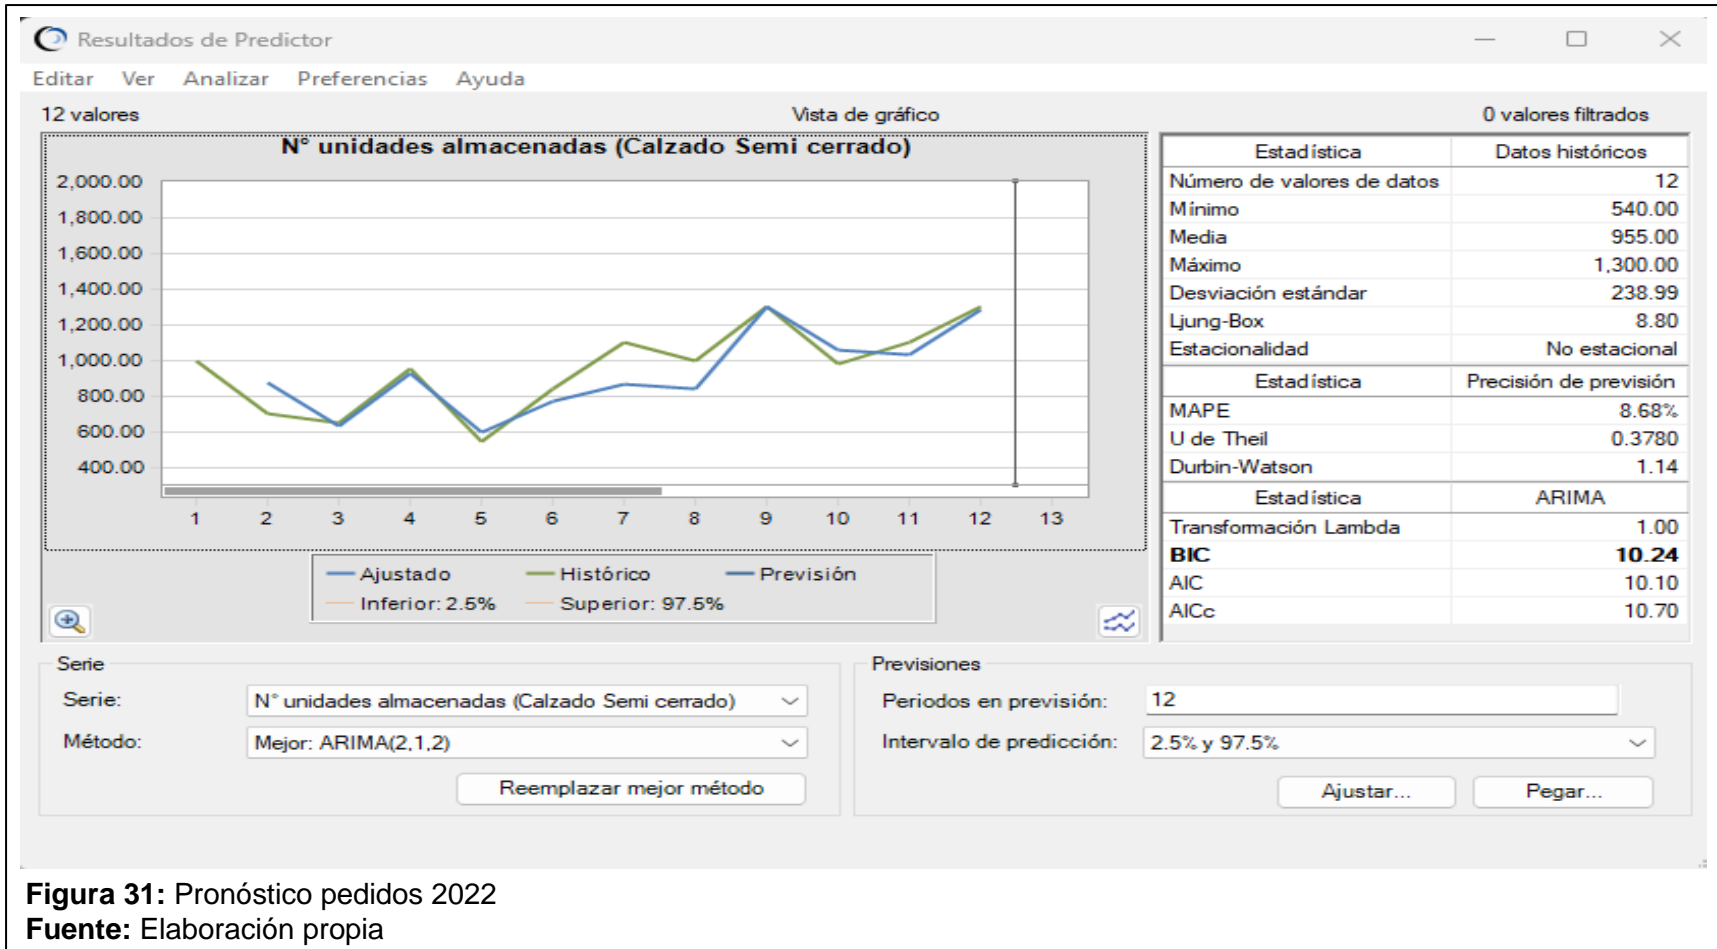 Resultados de Predictor
Editar Ver Analizar Preferencias Ayuda
12 valores Vista de gráfico 0 valores filtrados
N° unidades almacenadas (Calzado Semi cerrado)
2,000.00
1,800.00
1,600.00
1,400.00
1,200.00
1,000.00
800.00
600.00
400.00
1 2 3 4 5 6 7 8 9 10 11 12 13
Ajustado Histórico Previsión
Inferior: 2.5% Superior: 97.5%
Estadística Datos históricos
Número de valores de datos 12
Mínimo 540.00
Media 955.00
Máximo 1,300.00
Desviación estándar 238.99
Ljung-Box 8.80
Estacionalidad No estacional
Estadística Precisión de previsión
MAPE 8.68%
U de Theil 0.3780
Durbin-Watson 1.14
Estadística ARIMA
Transformación Lambda 1.00
BIC 10.24
AIC 10.10
AICc 10.70
Serie
Serie: N° unidades almacenadas (Calzado Semi cerrado)
Método: Mejor: ARIMA(2,1,2)
Reemplazar mejor método
Previsiones
Periodos en previsión: 12
Intervalo de predicción: 2.5% y 97.5%
Ajustar... Pegar...
Figura 31: Pronóstico pedidos 2022
Fuente: Elaboración propia